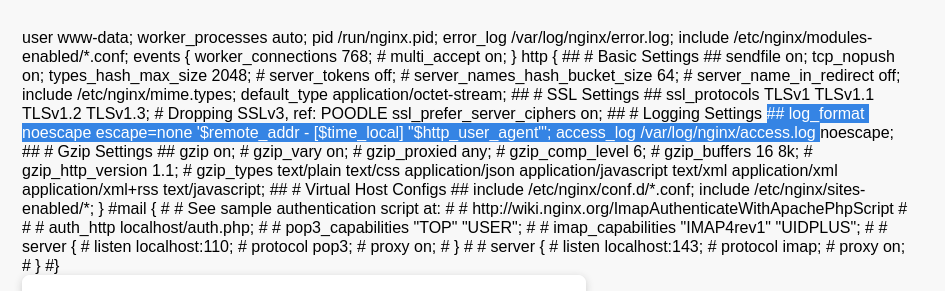 user www-data; worker_processes auto; pid /run/nginx.pid; error_log /var/log/nginx/error.log; include /etc/nginx/modules-
enabled/*.conf; events { worker_connections 768; # multi_accept on; } http { ## # Basic Settings ## sendfile on; tcp_nopush
on; types_hash_max_size 2048; # server_tokens off; # server_names_hash_bucket_size 64; # server_name_in_redirect off;
include /etc/nginx/mime.types; default_type application/octet-stream; ## # SSL Settings ## ssl_protocols TLSv1 TLSv1.1
TLSv1.2 TLSv1.3; # Dropping SSLv3, ref: POODLE ssl_prefer_server_ciphers on; ## # Logging Settings ## log_format
noescape escape=none '$remote_addr - [$time_local] "$http_user_agent"'; access_log /var/log/nginx/access.log noescape;
## # Gzip Settings ## gzip on; # gzip_vary on; # gzip_proxied any; # gzip_comp_level 6; # gzip_buffers 16 8k; #
gzip_http_version 1.1; # gzip_types text/plain text/css application/json application/javascript text/xml application/xml
application/xml+rss text/javascript; ## # Virtual Host Configs ## include /etc/nginx/conf.d/*.conf; include /etc/nginx/sites-
enabled/*; } #mail { # # See sample authentication script at: # # http://wiki.nginx.org/ImapAuthenticateWithApachePhpScript #
# # auth_http localhost/auth.php; # # pop3_capabilities "TOP" "USER"; # # imap_capabilities "IMAP4rev1" "UIDPLUS"; # #
server { # listen localhost:110; # protocol pop3; # proxy on; # } # # server { # listen localhost:143; # protocol imap; # proxy on;
# } #}